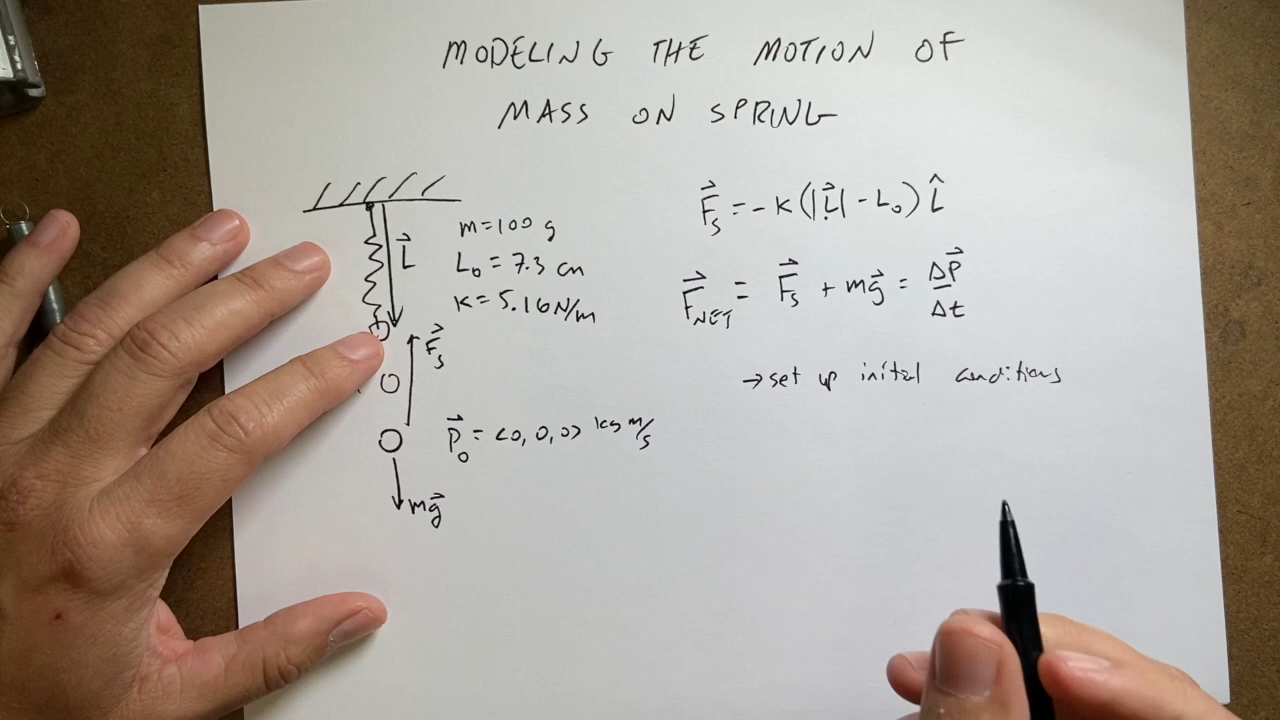 MODELING THE MOTION OF
MASS ON SPRING
L⃗
m=100 g
L₀ = 7.3 cm
K = 5.16 N/m
F⃗ₛ
P⃗₀ = <0, 0, 0> kg m/s
mg⃗
F⃗ₛ = - K (|L⃗| - L₀) L̂
F⃗NET = F⃗ₛ + mg⃗ = ΔP⃗/Δt
→ set up initial conditions